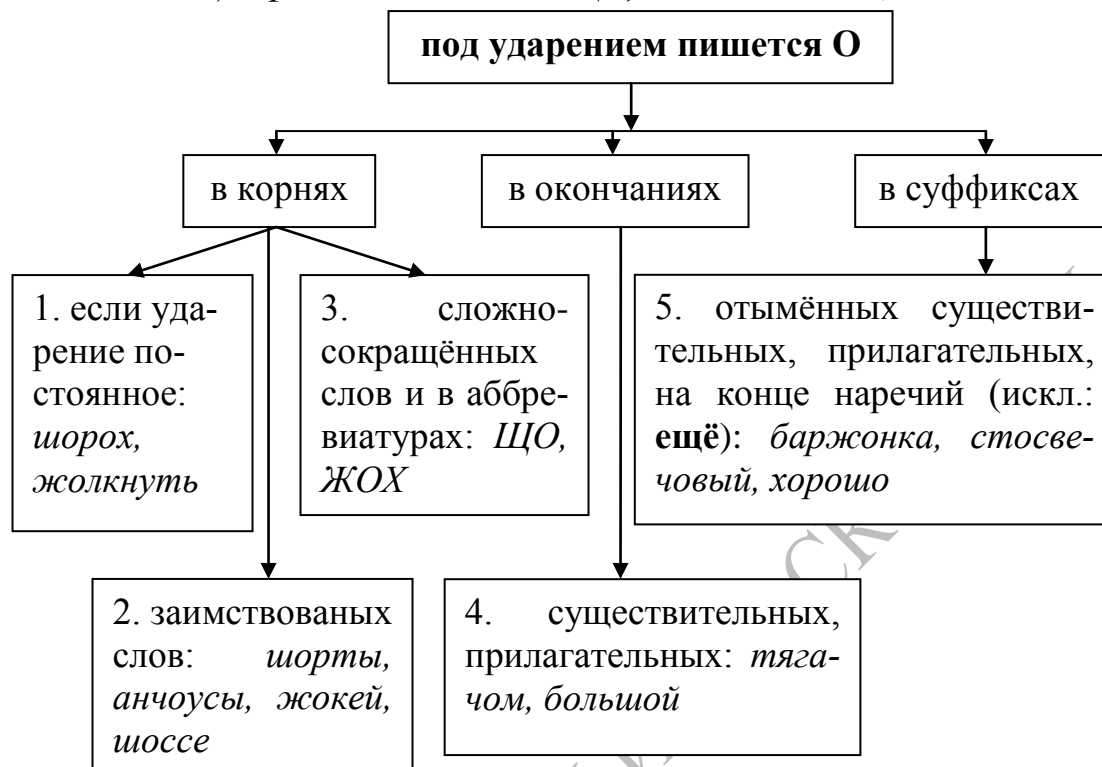 под ударением пишется О
в корнях
в окончаниях
в суффиксах
1. если уда-
рение по-
стоянное:
шорох,
жолкнуть
3. сложно-
сокращённых
слов и в аббре-
виатурах: ЩО,
ЖОХ
5. отымённых существи-
тельных, прилагательных,
на конце наречий (искл.:
ещё): баржонка, стосве-
човый, хорошо
2. заимствованых
слов: шорты,
анчоусы, жокей,
шоссе
4. существительных,
прилагательных: тяга-
чом, большой